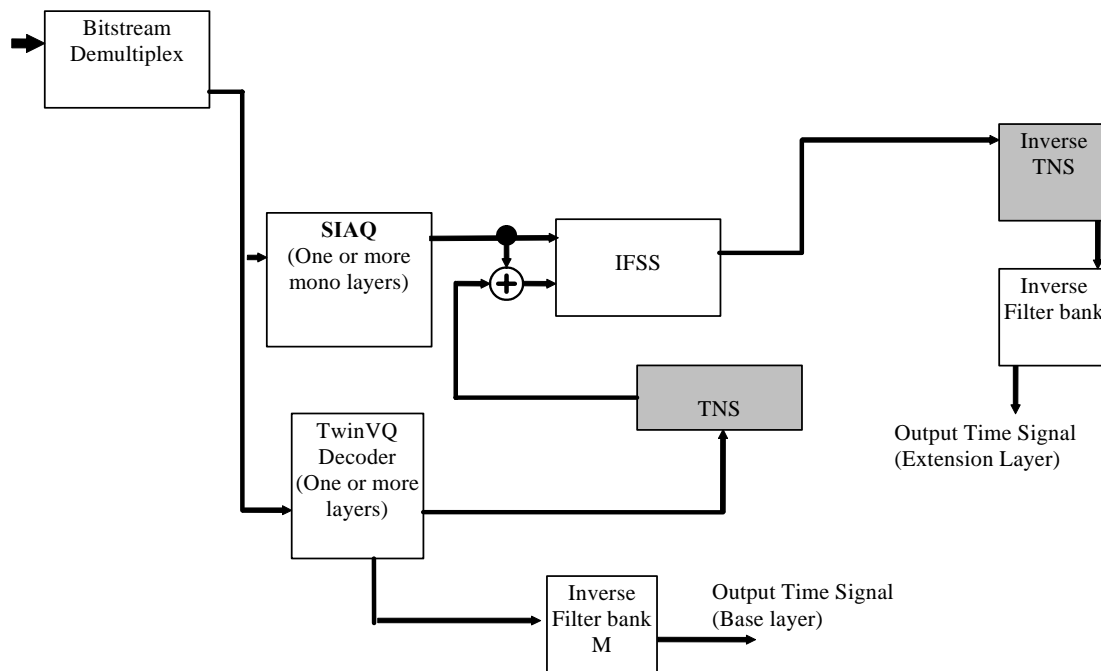 Bitstream
Demultiplex
Inverse
TNS
SIAQ
(One or more
mono layers)
IFSS
Inverse
Filter bank
TNS
TwinVQ
Decoder
(One or more
layers)
Output Time Signal
(Extension Layer)
Inverse
Filter bank
M
Output Time Signal
(Base layer)